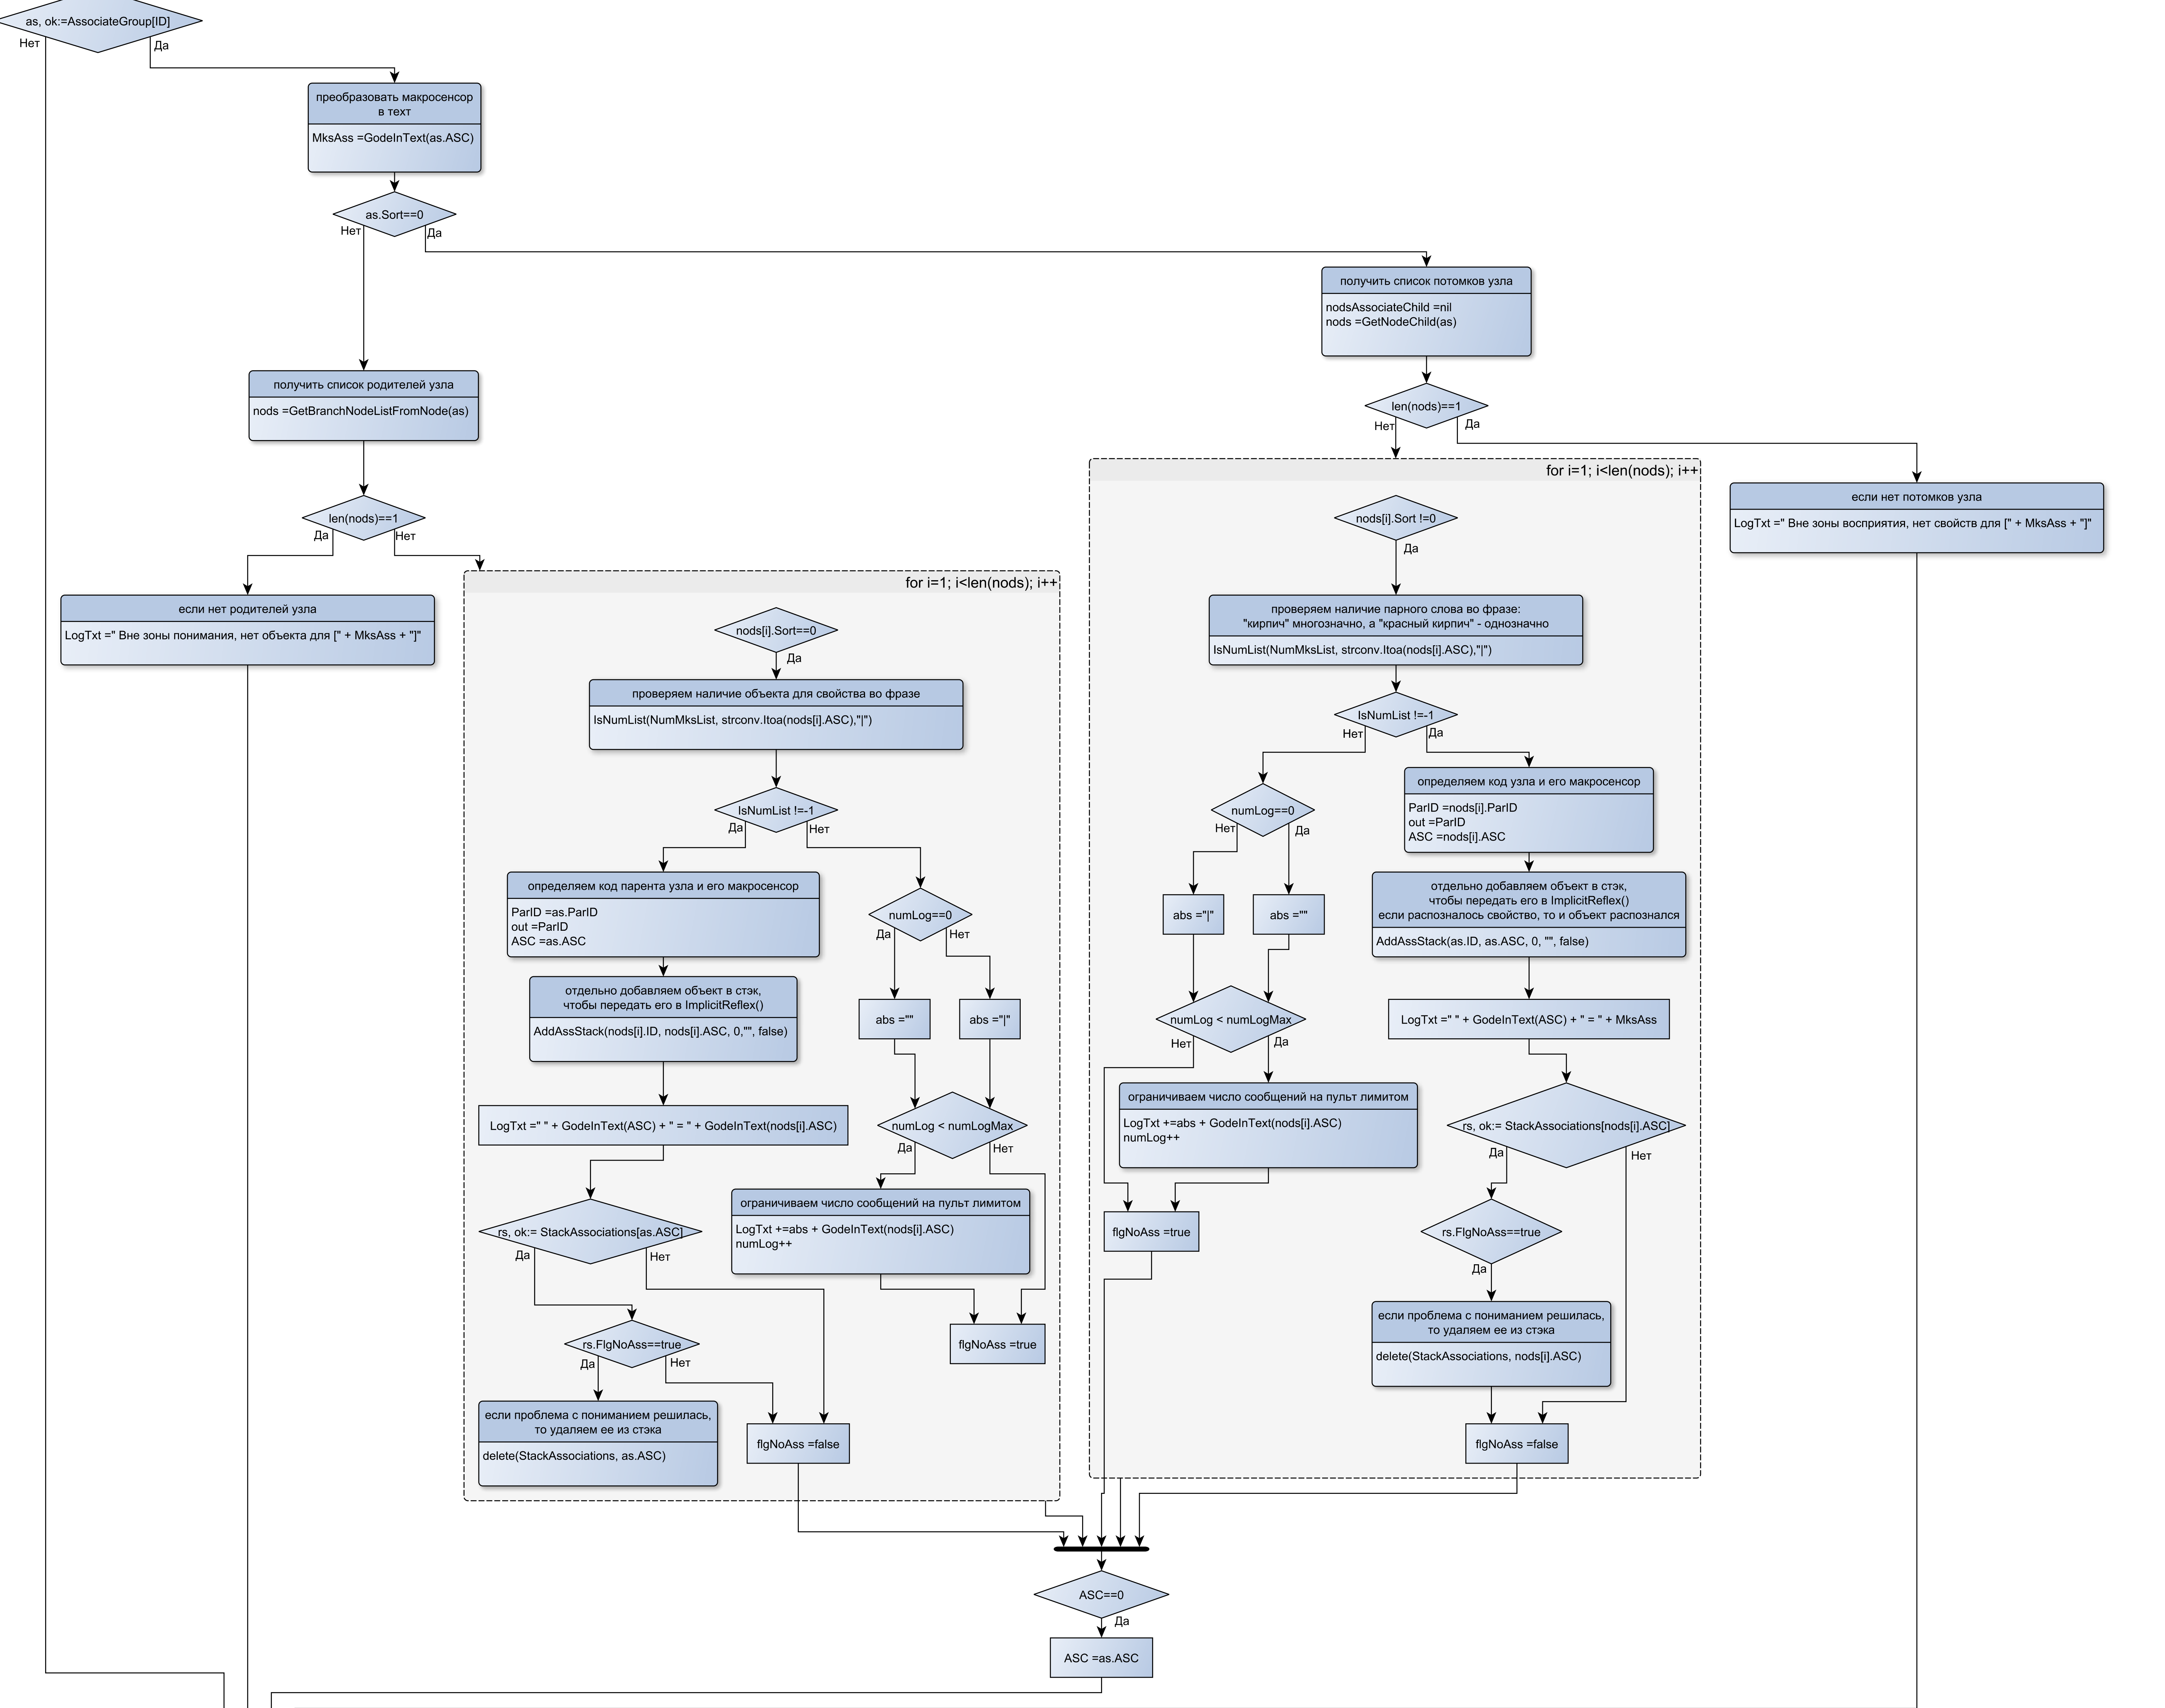 as, ok:=AssociateGroup[ID]
Нет
Да
преобразовать макросенсор
в техт
MksAss =GodeInText(as.ASC)
as.Sort==0
Нет
Да
получить список потомков узла
nodsAssociateChild =nil
nods =GetNodeChild(as)
получить список родителей узла
nods =GetBranchNodeListFromNode(as)
len(nods)==1
Нет
Да
len(nods)==1
Да
Нет
если нет родителей узла
LogTxt =" Вне зоны понимания, нет объекта для [" + MksAss + "]"
for i=1; i<len(nods); i++
nods[i].Sort==0
Да
проверяем наличие объекта для свойства во фразе
IsNumList(NumMksList, strconv.Itoa(nods[i].ASC),"|")
IsNumList !=-1
Да
Нет
определяем код парента узла и его макросенсор
ParID =as.ParID
out =ParID
ASC =as.ASC
numLog==0
Да
Нет
отдельно добавляем объект в стэк,
чтобы передать его в ImplicitReflex()
AddAssStack(nods[i].ID, nods[i].ASC, 0,"", false)
abs =""
abs ="|"
LogTxt =" " + GodeInText(ASC) + " = " + GodeInText(nods[i].ASC)
numLog < numLogMax
Да
Нет
rs, ok:= StackAssociations[as.ASC]
Да
Нет
ограничиваем число сообщений на пульт лимитом
LogTxt +=abs + GodeInText(nods[i].ASC)
numLog++
rs.FlgNoAss==true
Да
Нет
flgNoAss =true
если проблема с пониманием решилась,
то удаляем ее из стэка
delete(StackAssociations, as.ASC)
flgNoAss =false
for i=1; i<len(nods); i++
nods[i].Sort !=0
Да
проверяем наличие парного слова во фразе:
"кирпич" многозначно, а "красный кирпич" - однозначно
IsNumList(NumMksList, strconv.Itoa(nods[i].ASC),"|")
IsNumList !=-1
Нет
Да
numLog==0
Нет
Да
определяем код узла и его макросенсор
ParID =nods[i].ParID
out =ParID
ASC =nods[i].ASC
abs ="|"
abs =""
отдельно добавляем объект в стэк,
чтобы передать его в ImplicitReflex()
если распозналось свойство, то и объект распознался
AddAssStack(as.ID, as.ASC, 0, "", false)
numLog < numLogMax
Нет
Да
LogTxt =" " + GodeInText(ASC) + " = " + MksAss
ограничиваем число сообщений на пульт лимитом
LogTxt +=abs + GodeInText(nods[i].ASC)
numLog++
rs, ok:= StackAssociations[nods[i].ASC]
Да
Нет
flgNoAss =true
rs.FlgNoAss==true
Да
если проблема с пониманием решилась,
то удаляем ее из стэка
delete(StackAssociations, nods[i].ASC)
flgNoAss =false
если нет потомков узла
LogTxt =" Вне зоны восприятия, нет свойств для [" + MksAss + "]"
ASC==0
Да
ASC =as.ASC